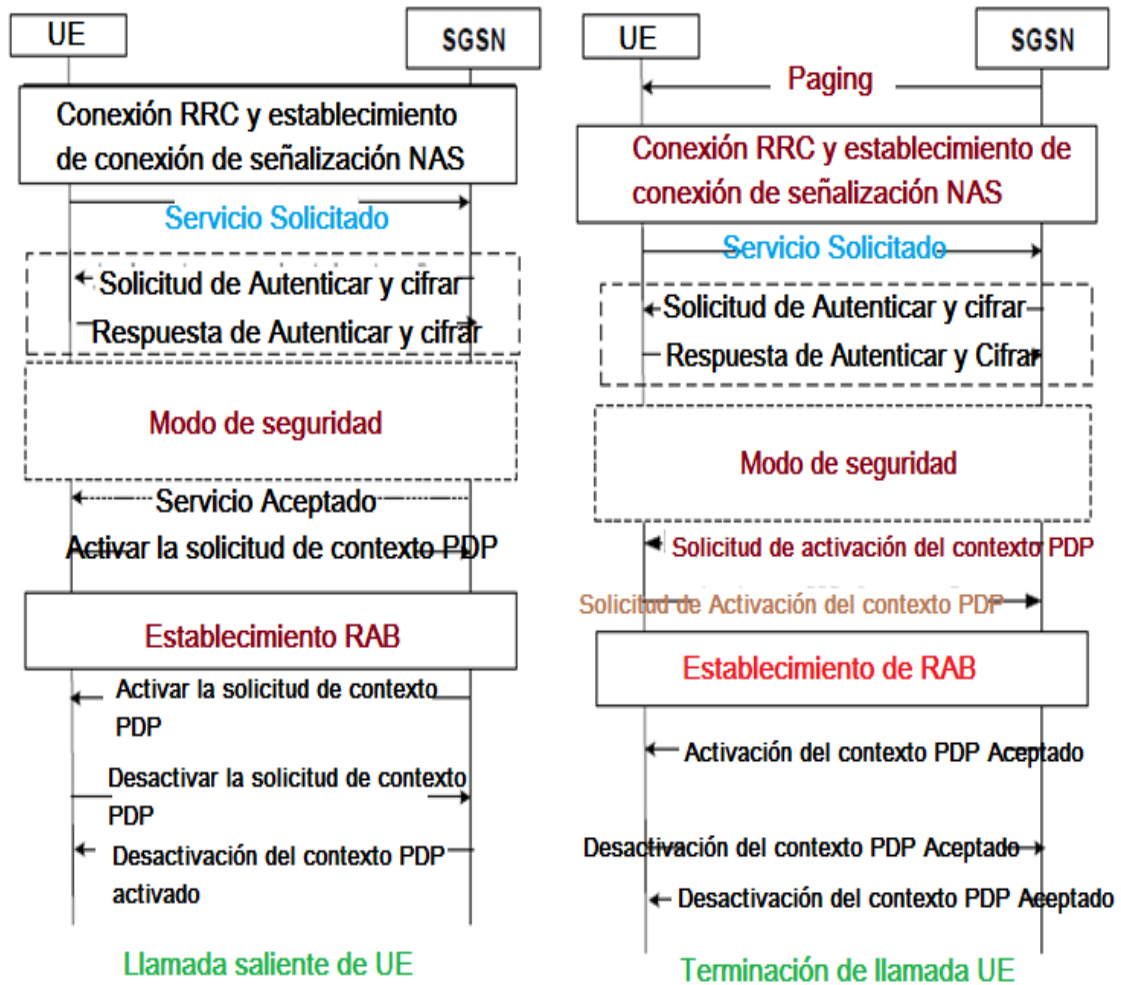 UE
SGSN
Conexión RRC y establecimiento
de conexión de señalización NAS
Servicio Solicitado
Solicitud de Autenticar y cifrar
Respuesta de Autenticar y cifrar
Modo de seguridad
Servicio Aceptado
Activar la solicitud de contexto PDP
Establecimiento RAB
Activar la solicitud de contexto
PDP
Desactivar la solicitud de contexto
PDP
Desactivación del contexto PDP
activado
Llamada saliente de UE
UE
SGSN
Paging
Conexión RRC y establecimiento de
conexión de señalización NAS
Servicio Solicitado
Solicitud de Autenticar y cifrar
Respuesta de Autenticar y Cifrar
Modo de seguridad
Solicitud de activación del contexto PDP
Solicitud de Activación del contexto PDP
Establecimiento de RAB
Activación del contexto PDP Aceptado
Desactivación del contexto PDP Aceptado
Desactivación del contexto PDP Aceptado
Terminación de llamada UE